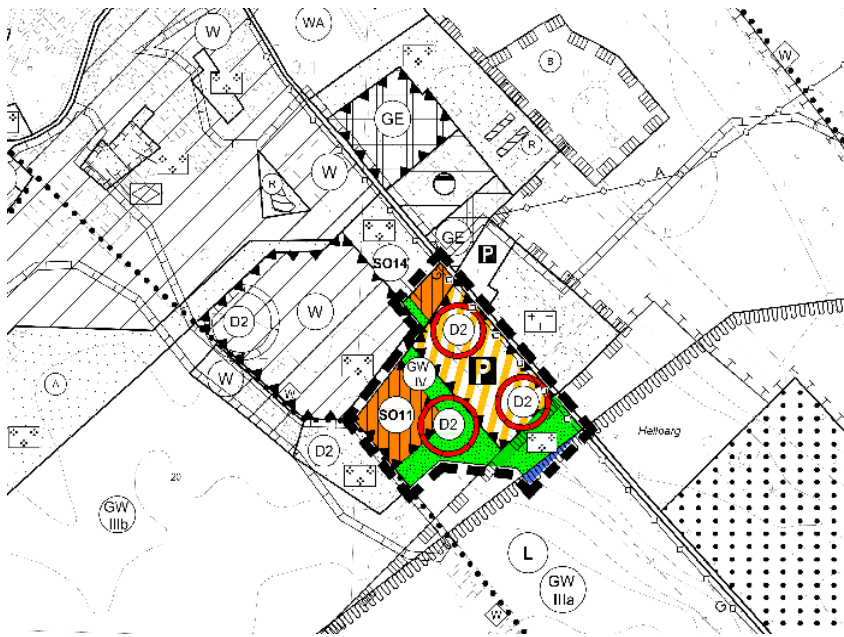 WA
W
W
B
GE
A
R
W
R
GE
P
SO14
G
D2
W
D2
P
GW
IV
W
W
A
D2
SO11
D2
Hellbarg
D2
20
GW
IIIb
L
GW
IIIa
G
W